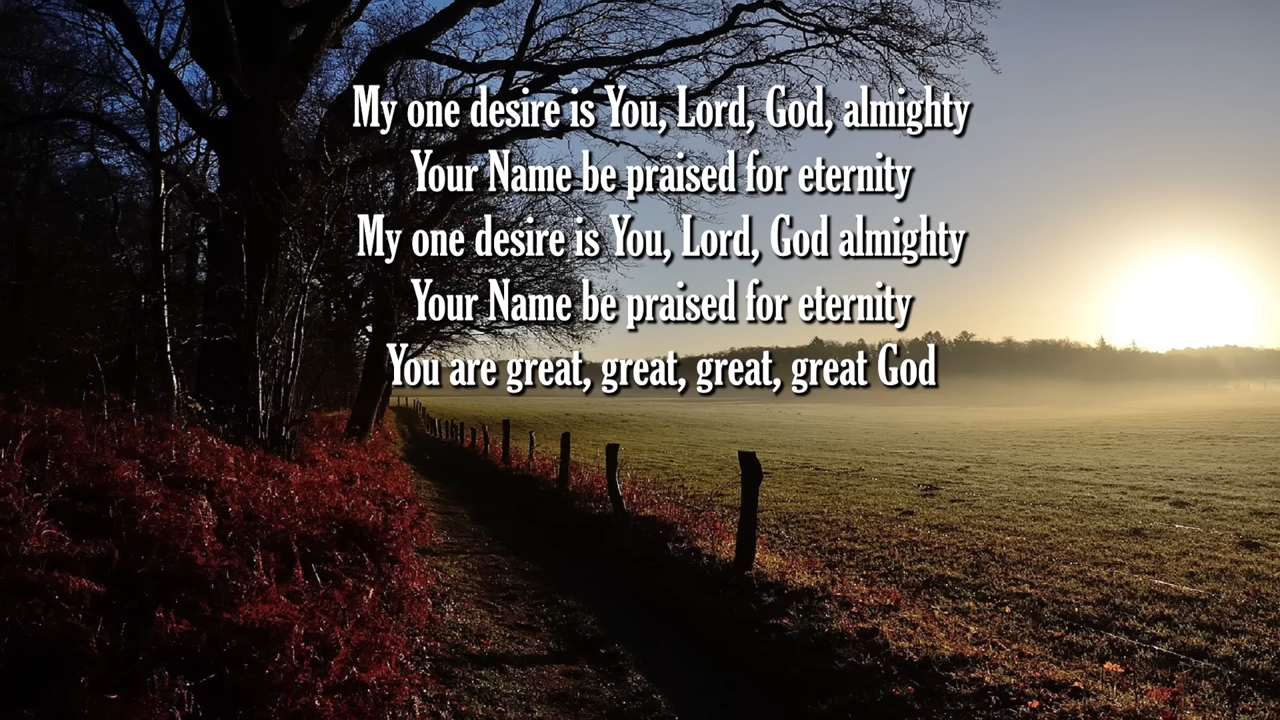 My one desire is You, Lord, God, almighty
Your Name be praised for eternity
My one desire is You, Lord, God almighty
Your Name be praised for eternity
You are great, great, great, great God